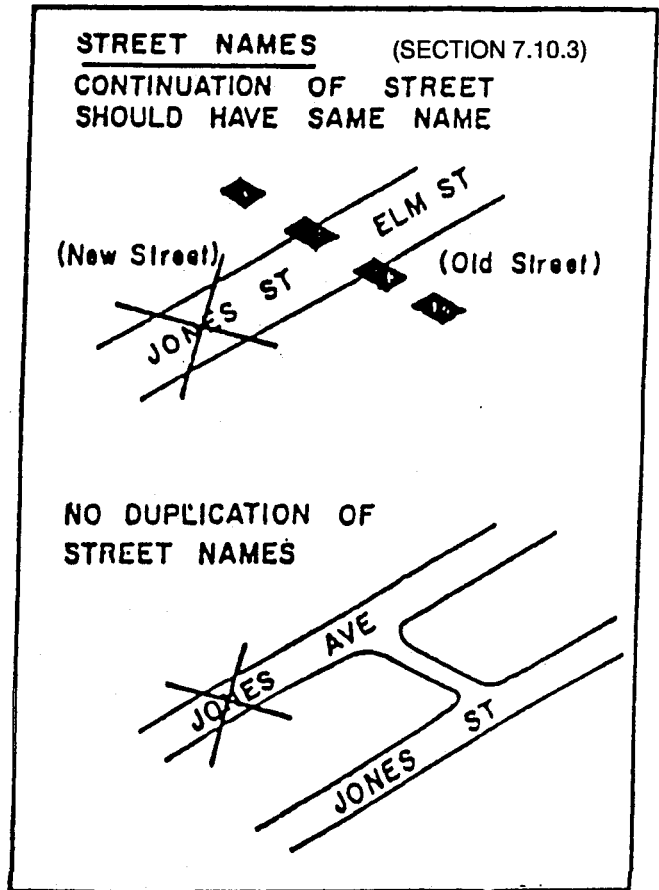 STREET NAMES (SECTION 7.10.3)
CONTINUATION OF STREET
SHOULD HAVE SAME NAME
ELM ST
(New Street)
(Old Street)
JONES ST
NO DUPLICATION OF
STREET NAMES
JONES AVE
JONES ST